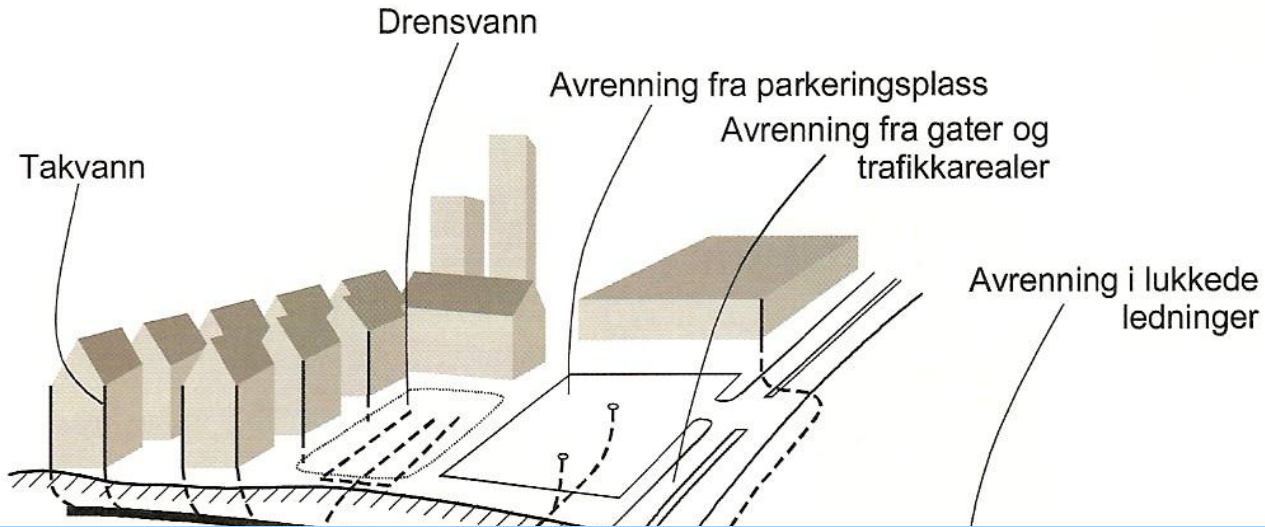 Drensvann
Avrenning fra parkeringsplass
Avrenning fra gater og
trafikkarealer
Takvann
Avrenning i lukkede
ledninger